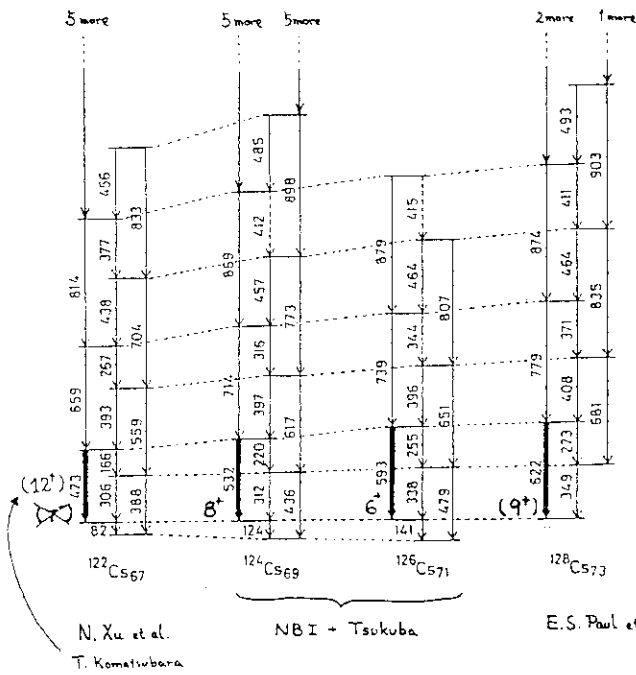 5 more 5 more 5 more 2 more 1 more
485 493
456 898 903
833 415 411
412
377 869 879 874
814 457 464 464
438 773 807 835
704 316 344 371
267 714 739 779
659 397 396 408
393 617 651 681
559
166 220 255 273
(12+) 473 306 388 8+ 532 312 436 6+ 593 338 479 (9+) 622 349
82 124 141
122Cs67 124Cs69 126Cs71 128Cs73
N. Xu et al. NBI + Tsukuba E.S. Paul et
T. Komatsubara